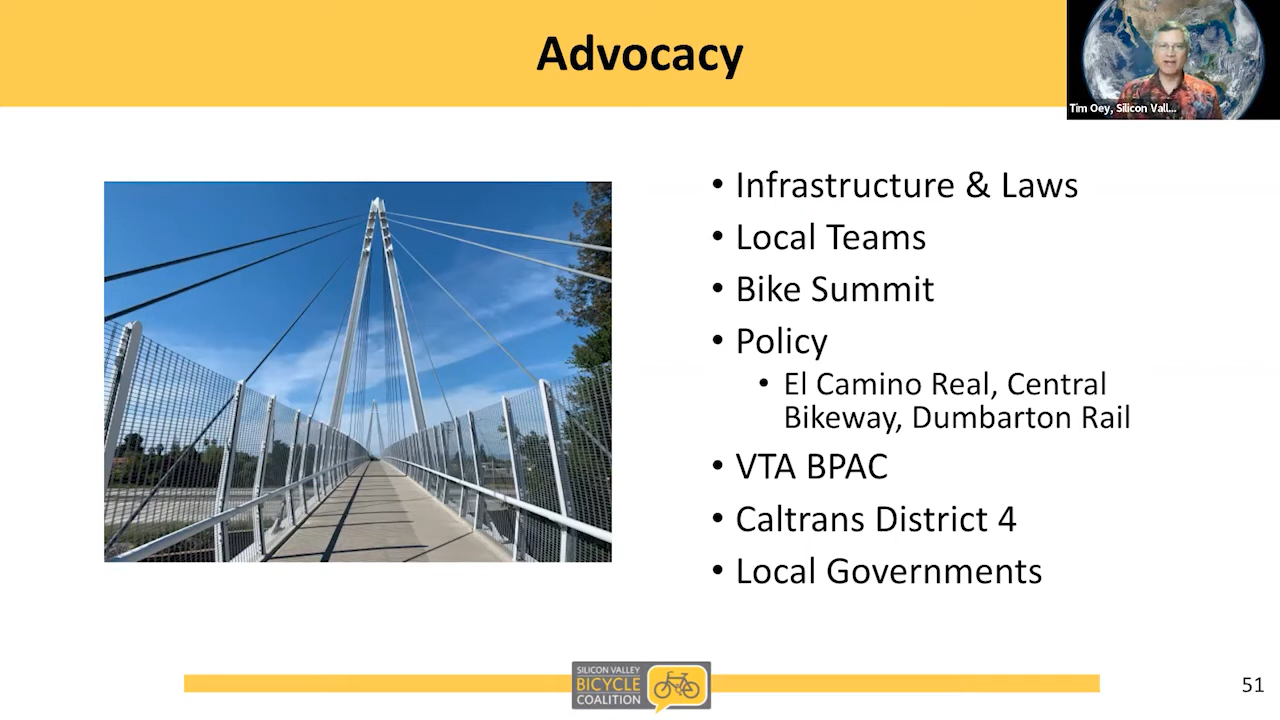 Advocacy
Tim Oey, Silicon Vall...
• Infrastructure & Laws
• Local Teams
• Bike Summit
• Policy
• El Camino Real, Central
Bikeway, Dumbarton Rail
• VTA BPAC
• Caltrans District 4
• Local Governments
SILICON VALLEY
BICYCLE
COALITION
51